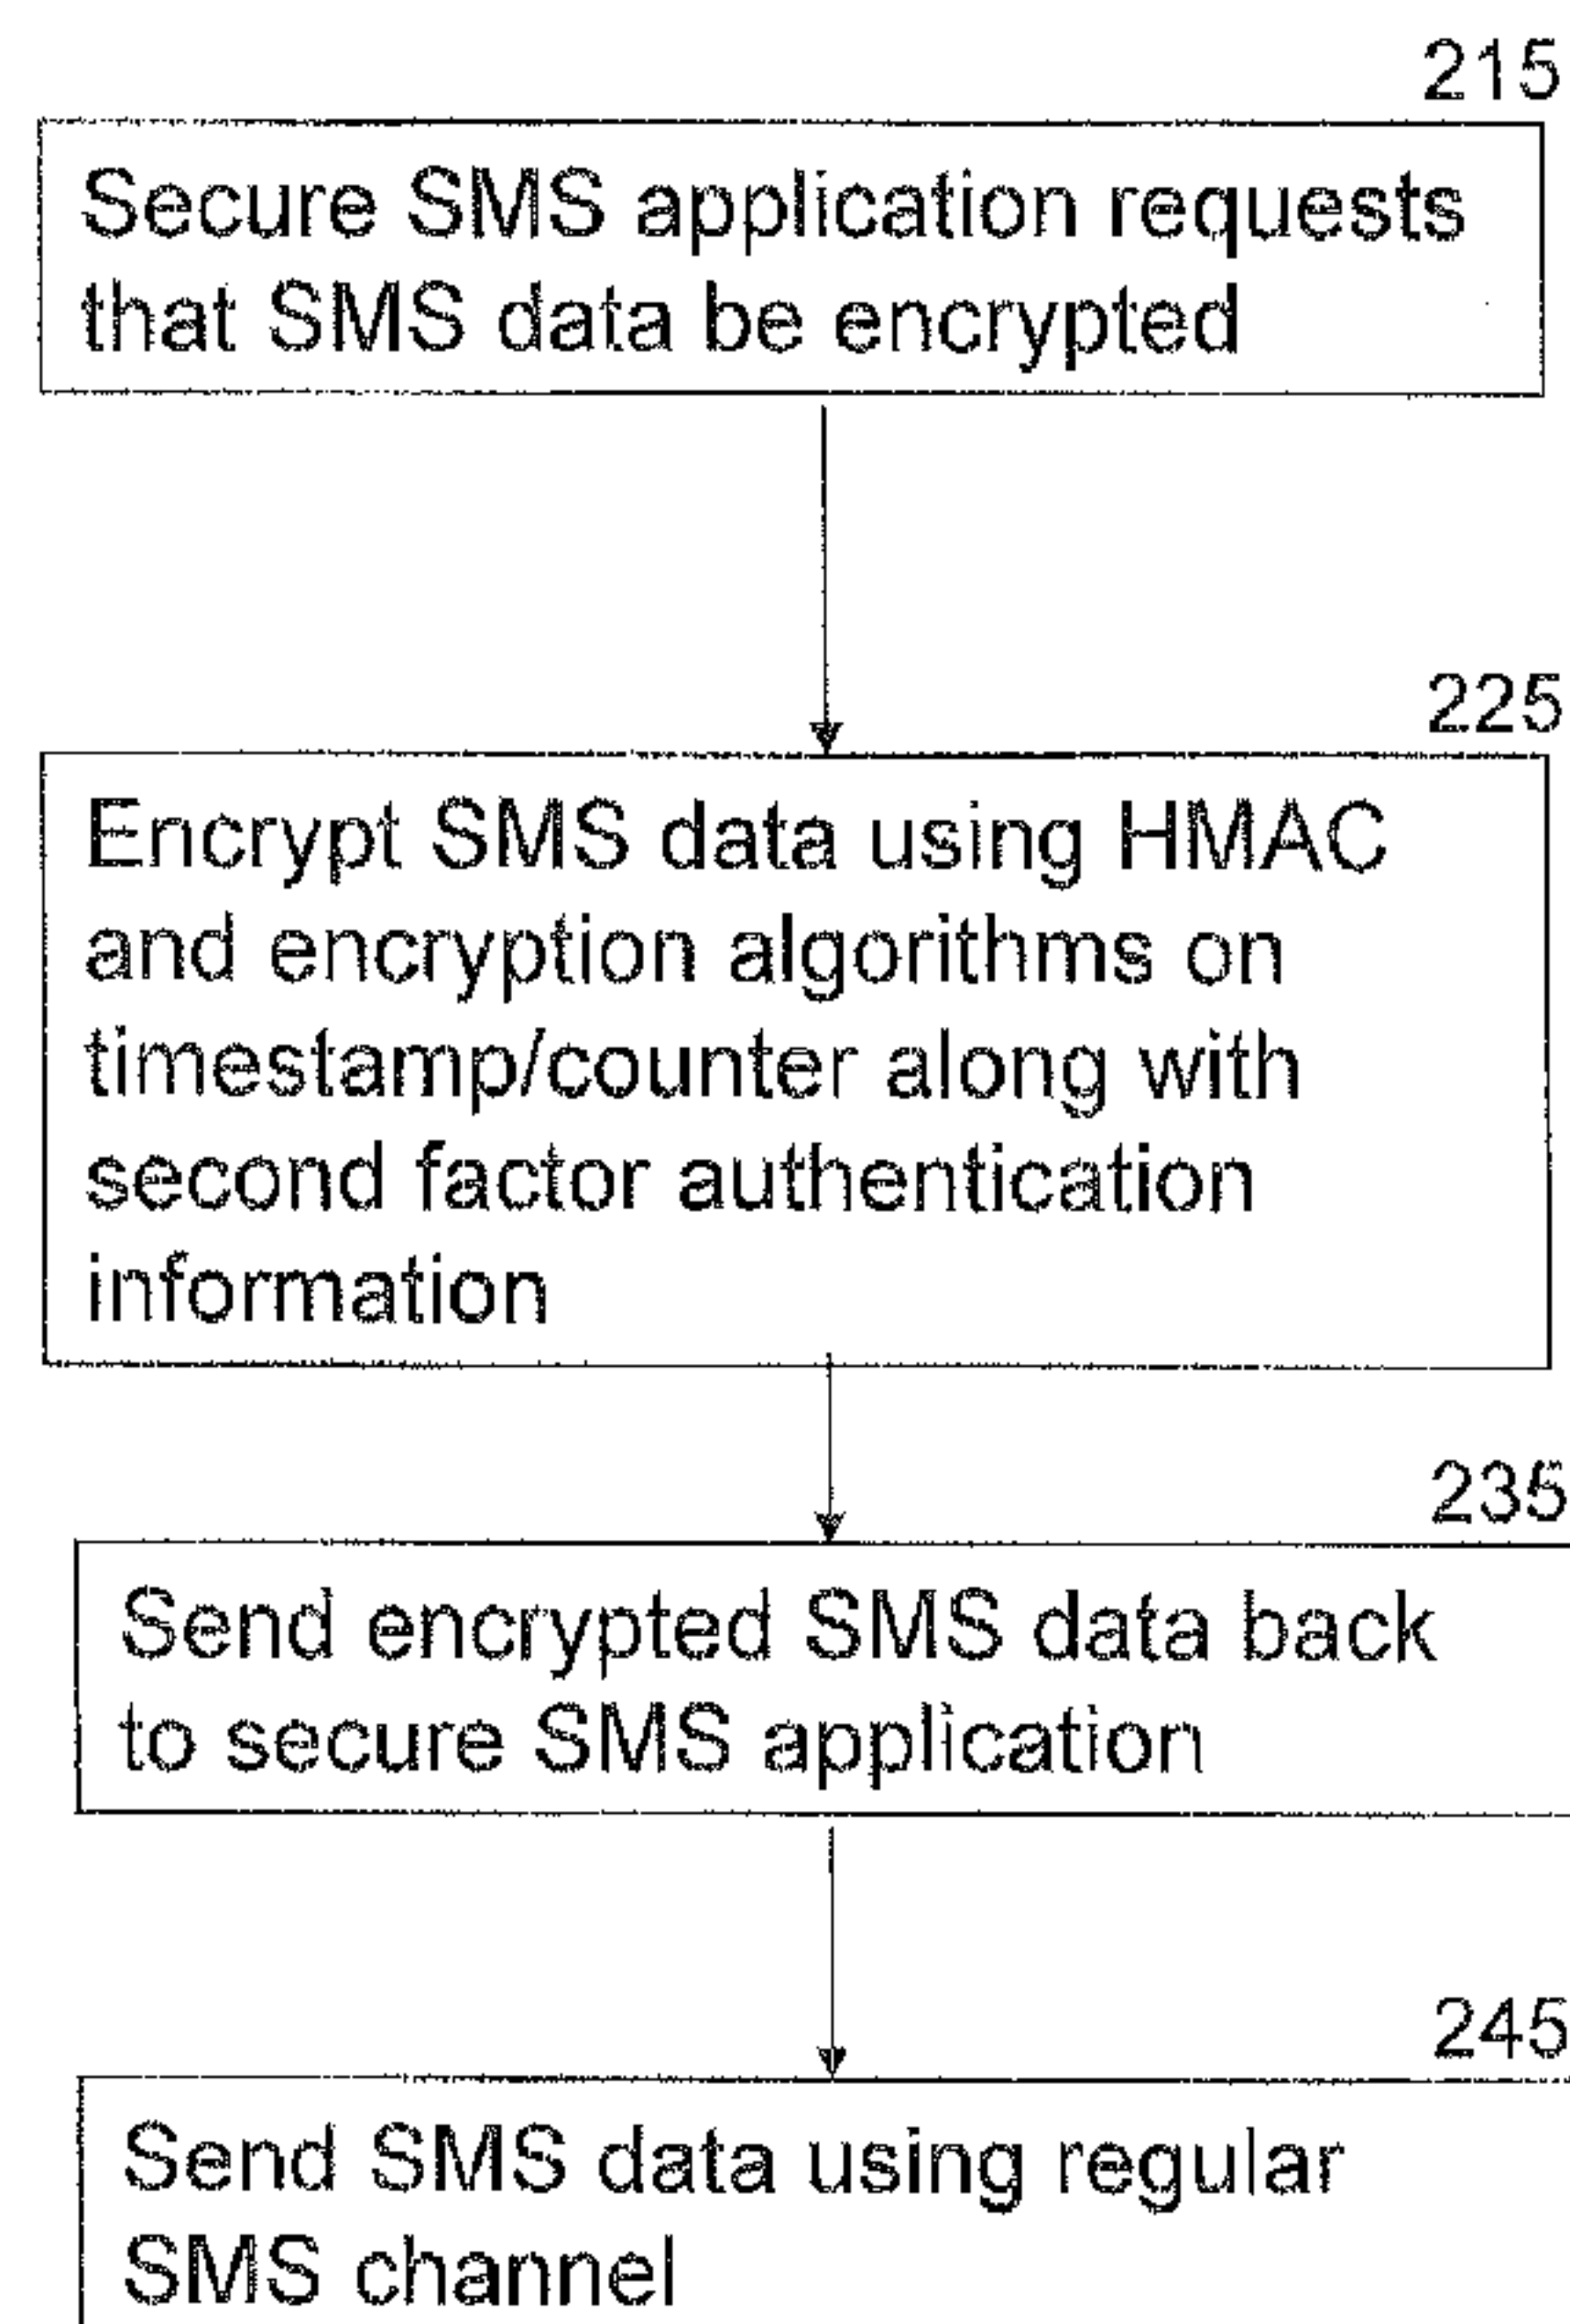 215
Secure SMS application requests
that SMS data be encrypted
225
Encrypt SMS data using HMAC
and encryption algorithms on
timestamp/counter along with
second factor authentication
information
235
Send encrypted SMS data back
to secure SMS application
245
Send SMS data using regular
SMS channel